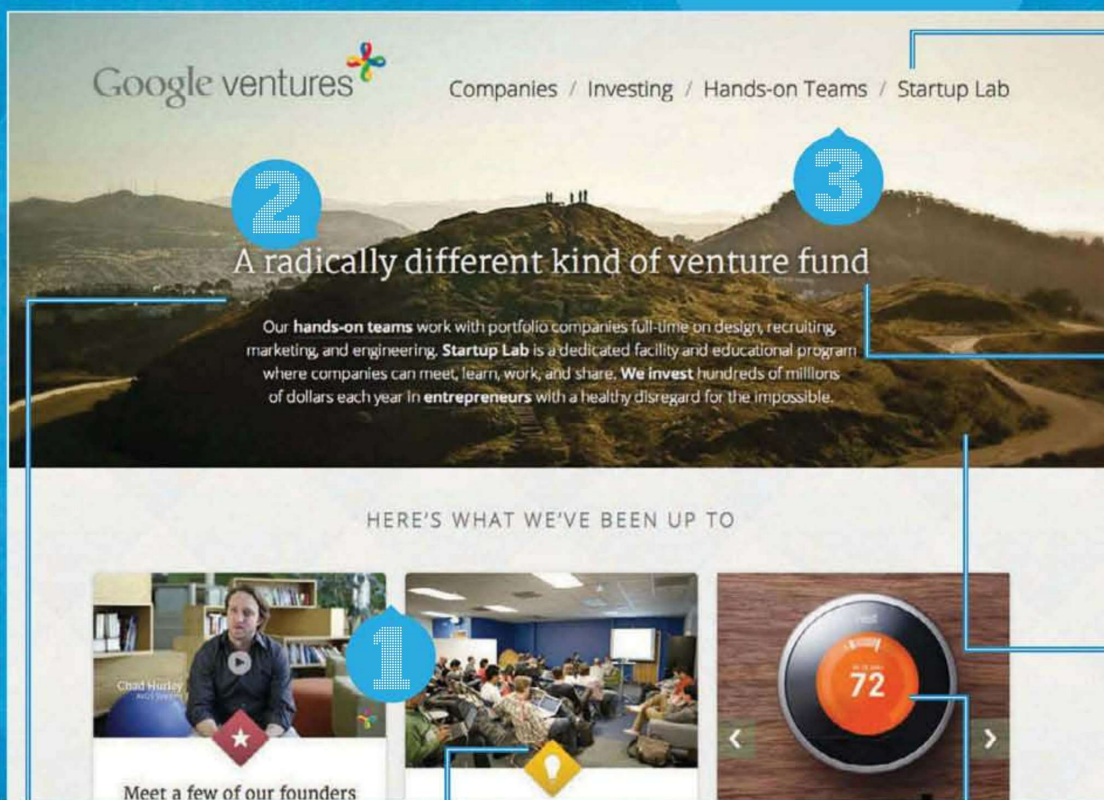 Google ventures
Companies / Investing / Hands-on Teams / Startup Lab
2
3
A radically different kind of venture fund
Our hands-on teams work with portfolio companies full-time on design, recruiting,
marketing, and engineering. Startup Lab is a dedicated facility and educational program
where companies can meet, learn, work, and share. We invest hundreds of millions
of dollars each year in entrepreneurs with a healthy disregard for the impossible.
HERE'S WHAT WE'VE BEEN UP TO
1
Chad Hurley
nest
72
Meet a few of our founders